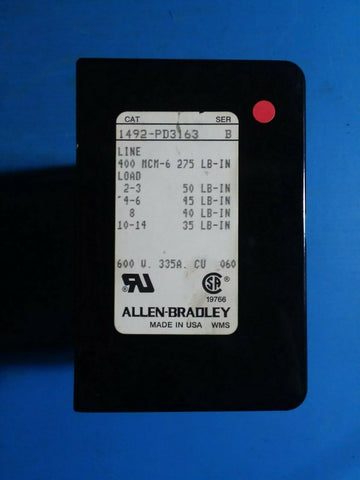 CAT SER
1492-PD3163 B
LINE
400 MCM-6 275 LB-IN
LOAD
2-3 50 LB-IN
4-6 45 LB-IN
8 40 LB-IN
10-14 35 LB-IN
600 V. 335A. CU 060
RU SA ®
19766
ALLEN-BRADLEY
MADE IN USA WMS